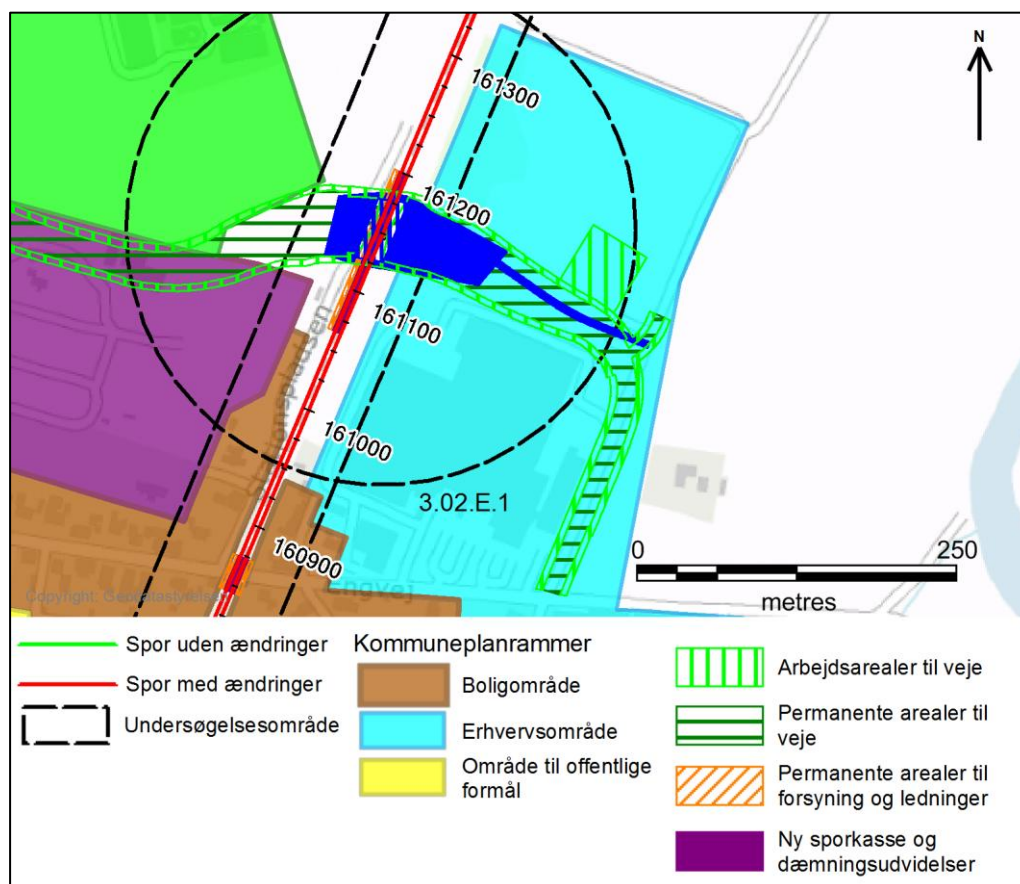 N
161300
161200
161100
161000
160900
3.02.E.1
0 250
metres
Spor uden ændringer
Spor med ændringer
Undersøgelsesområde
Kommuneplanrammer
Boligområde
Erhvervsområde
Område til offentlige
formål
Arbejdsarealer til veje
Permanente arealer til
veje
Permanente arealer til
forsyning og ledninger
Ny sporkasse og
dæmningsudvidelser